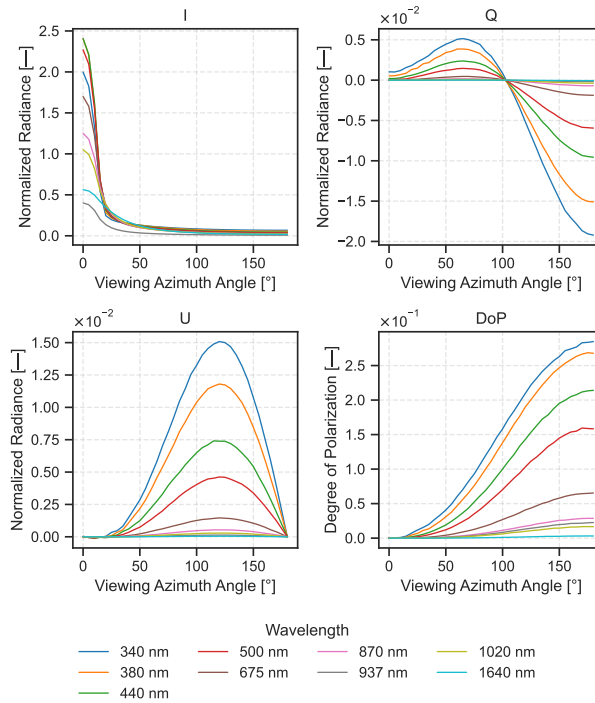 I
Normalized Radiance [—]
2.5
2.0
1.5
1.0
0.5
0.0
0
50
100
150
Viewing Azimuth Angle [°]
Q
×10⁻²
Normalized Radiance [—]
0.5
0.0
−0.5
−1.0
−1.5
−2.0
0
50
100
150
Viewing Azimuth Angle [°]
U
×10⁻²
Normalized Radiance [—]
1.50
1.25
1.00
0.75
0.50
0.25
0.00
0
50
100
150
Viewing Azimuth Angle [°]
DoP
×10⁻¹
Degree of Polarization [—]
3.0
2.5
2.0
1.5
1.0
0.5
0.0
0
50
100
150
Viewing Azimuth Angle [°]
Wavelength
340 nm
500 nm
870 nm
1020 nm
380 nm
675 nm
937 nm
1640 nm
440 nm